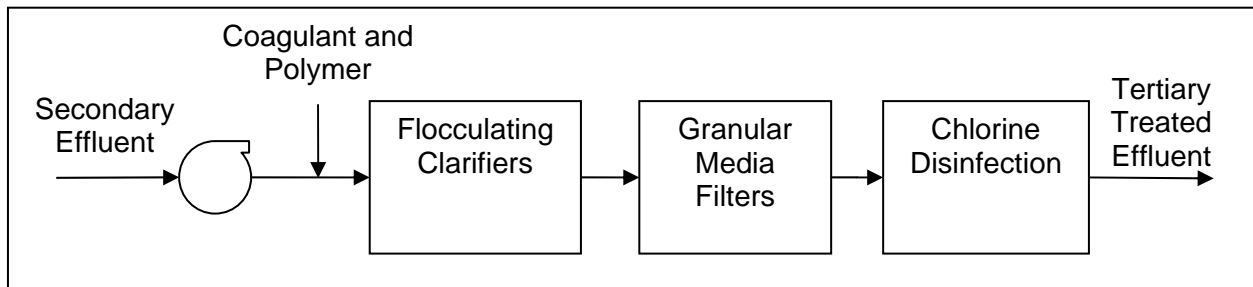 Secondary
Effluent
Coagulant and
Polymer
Flocculating
Clarifiers
Granular
Media
Filters
Chlorine
Disinfection
Tertiary
Treated
Effluent